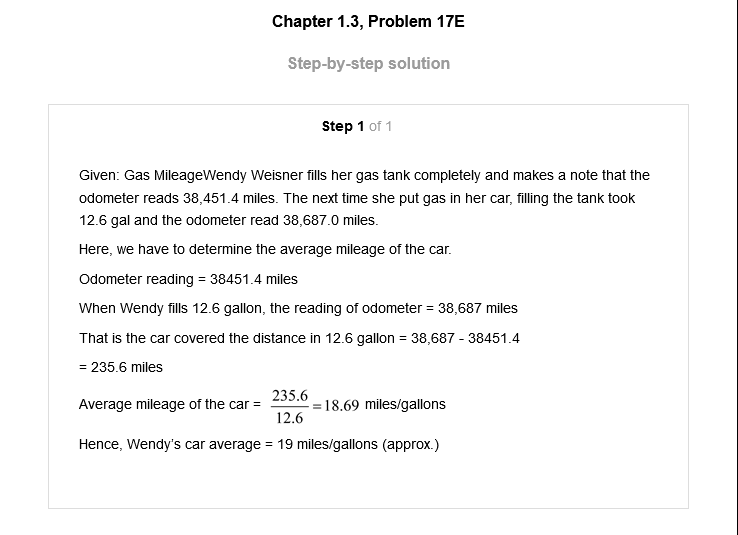 Chapter 1.3, Problem 17E
Step-by-step solution
Step 1 of 1
Given: Gas MileageWendy Weisner fills her gas tank completely and makes a note that the
odometer reads 38,451.4 miles. The next time she put gas in her car, filling the tank took
12.6 gal and the odometer read 38,687.0 miles.
Here, we have to determine the average mileage of the car.
Odometer reading = 38451.4 miles
When Wendy fills 12.6 gallon, the reading of odometer = 38,687 miles
That is the car covered the distance in 12.6 gallon = 38,687 - 38451.4
= 235.6 miles
Average mileage of the car = 235.6/12.6 =18.69 miles/gallons
Hence, Wendy's car average = 19 miles/gallons (approx.)